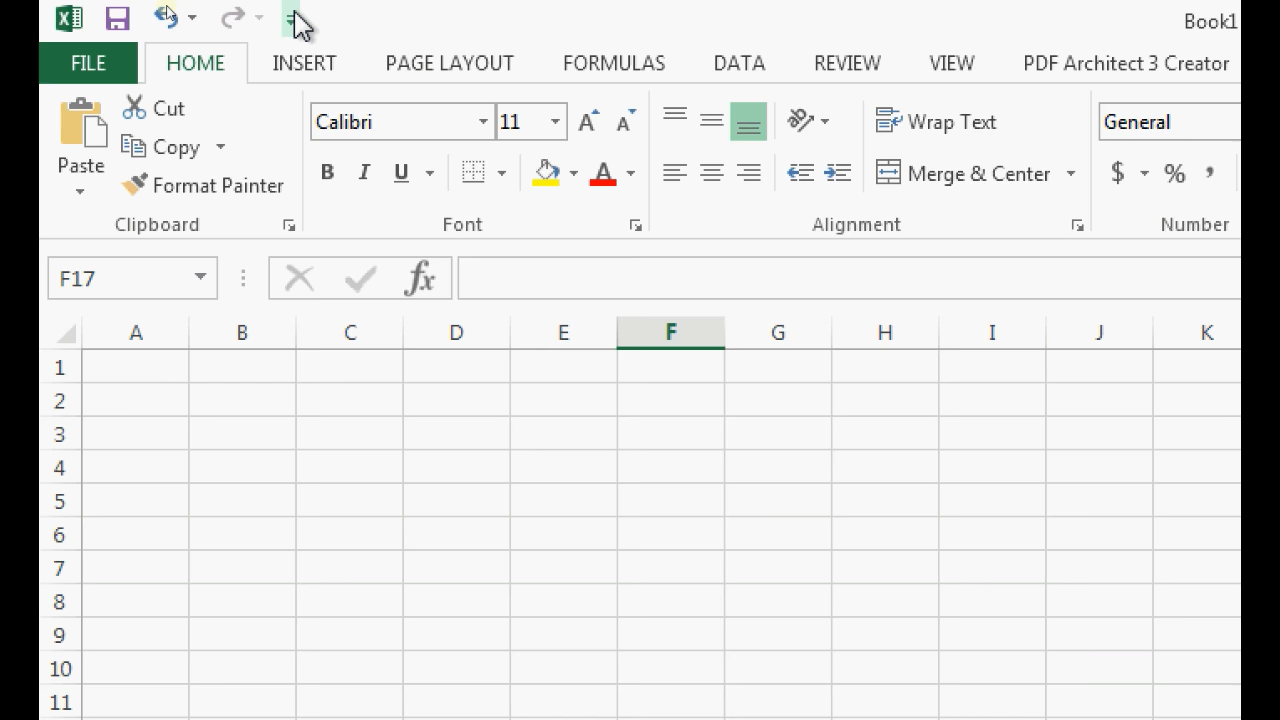 Book1
FILE HOME INSERT PAGE LAYOUT FORMULAS DATA REVIEW VIEW PDF Architect 3 Creator
Paste
Cut
Copy
Format Painter
Clipboard
Calibri 11 A A
B I U A
Font
Wrap Text
Merge & Center
Alignment
General
$ % ,
Number
F17 fx
A B C D E F G H I J K
1
2
3
4
5
6
7
8
9
10
11